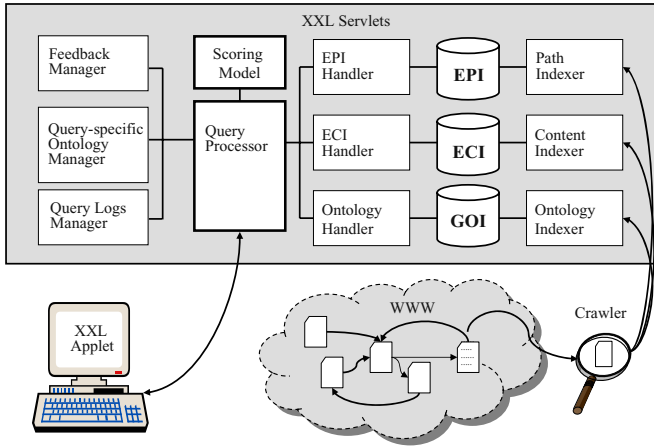 XXL Servlets
Feedback
Manager
Scoring
Model
EPI
Handler
EPI
Path
Indexer
Query-specific
Ontology
Manager
Query
Processor
ECI
Handler
ECI
Content
Indexer
Query Logs
Manager
Ontology
Handler
GOI
Ontology
Indexer
XXL
Applet
WWW
Crawler